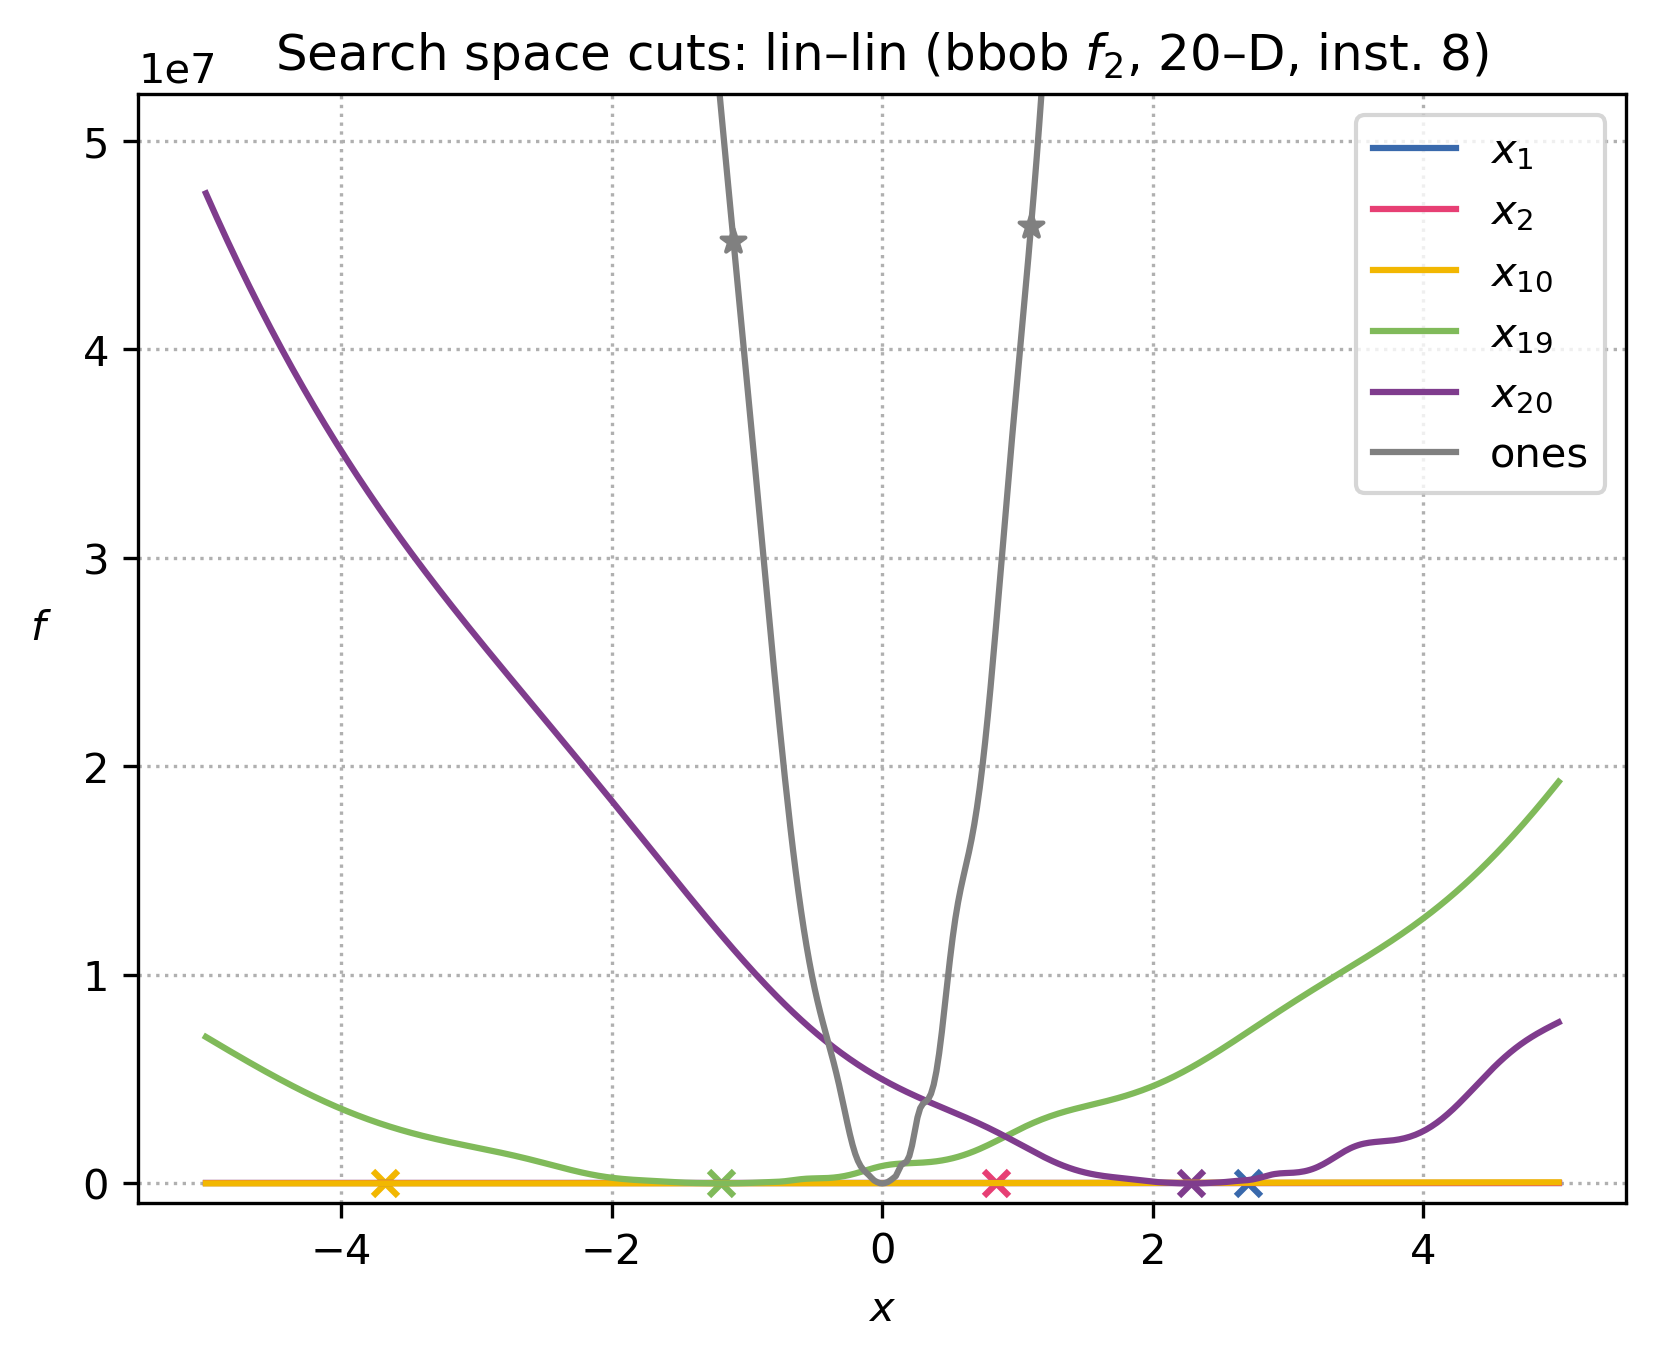 Search space cuts: lin–lin (bbob f₂, 20–D, inst. 8)
1e7
x₁
x₂
x₁₀
x₁₉
x₂₀
ones
5
4
3
2
1
0
f
−4 −2 0 2 4
x